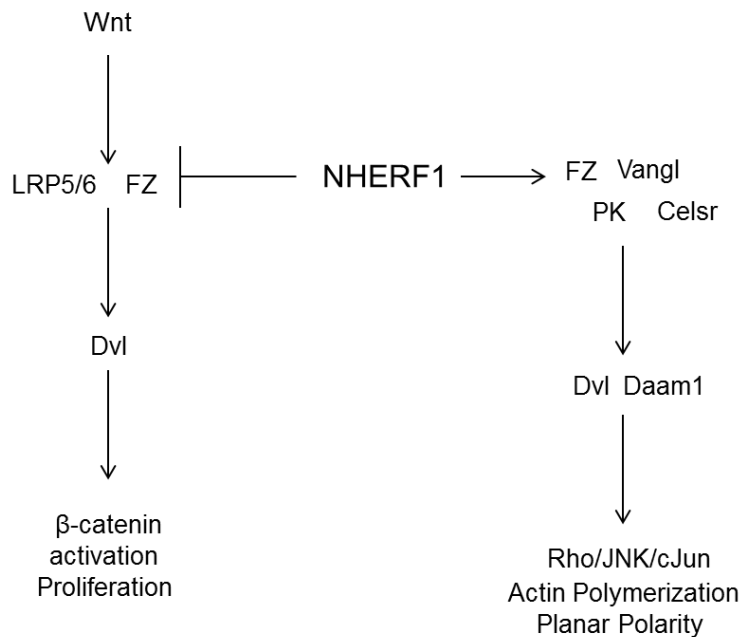 Wnt
LRP5/6 FZ
NHERF1
FZ Vangl
PK Celsr
Dvl
Dvl Daam1
β-catenin
activation
Proliferation
Rho/JNK/cJun
Actin Polymerization
Planar Polarity